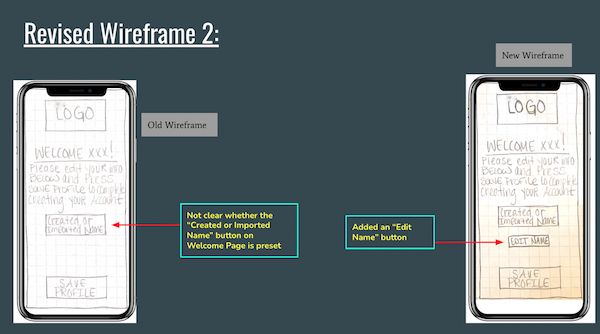 Revised Wireframe 2:
New Wireframe
Old Wireframe
LOGO
WELCOME XXX!
Please edit YOUR INFO
BELOW and PRESS
SAVE PROFILE to complete
creating your Account
Created or
Imported Name
SAVE
PROFILE
Not clear whether the
“Created or Imported
Name” button on
Welcome Page is preset
Added an “Edit
Name” button
LOGO
WELCOME XXX!
Please edit YOUR INFO
BELOW and PRESS
SAVE PROFILE to complete
creating your Account
Created or
Imported Name
EDIT NAME
SAVE
PROFILE